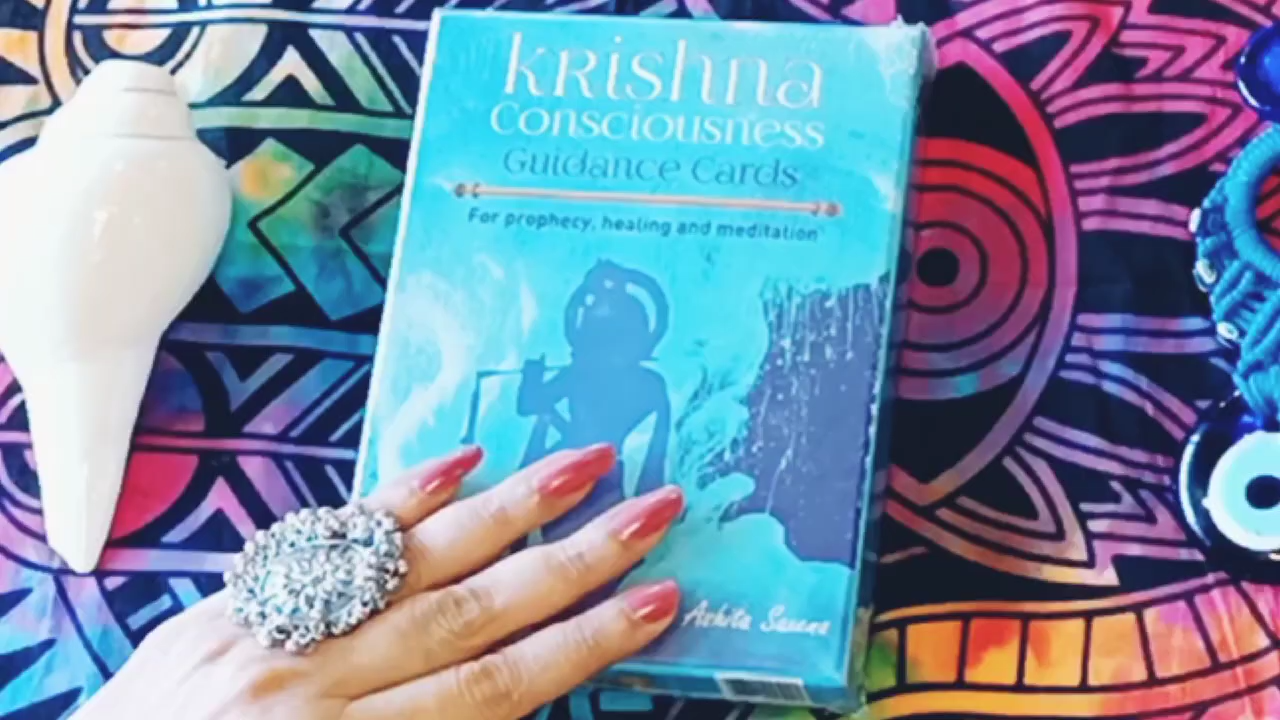 krishna
Consciousness
Guidance Cards
For prophecy, healing and meditation